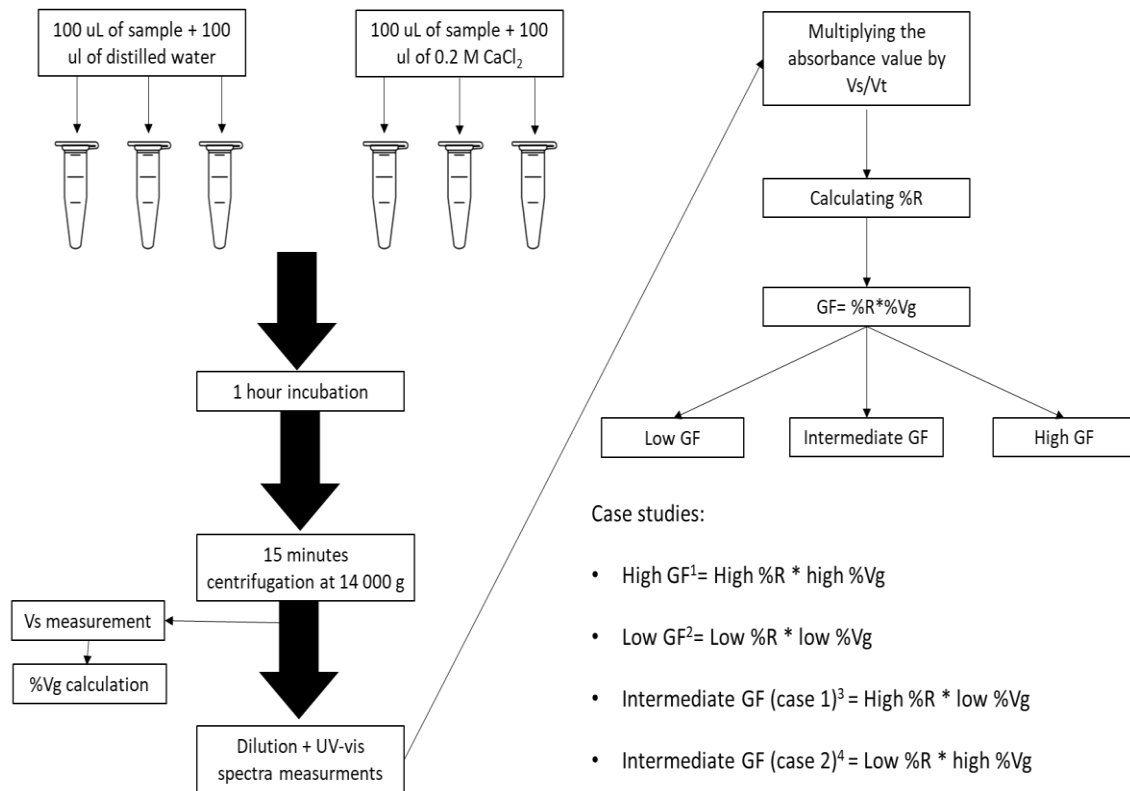 100 uL of sample + 100
ul of distilled water
100 uL of sample + 100
ul of 0.2 M CaCl₂
1 hour incubation
15 minutes
centrifugation at 14 000 g
Vs measurement
%Vg calculation
Dilution + UV-vis
spectra measurments
Multiplying the
absorbance value by
Vs/Vt
Calculating %R
GF= %R*%Vg
Low GF
Intermediate GF
High GF
Case studies:
• High GF¹= High %R * high %Vg
• Low GF²= Low %R * low %Vg
• Intermediate GF (case 1)³ = High %R * low %Vg
• Intermediate GF (case 2)⁴ = Low %R * high %Vg